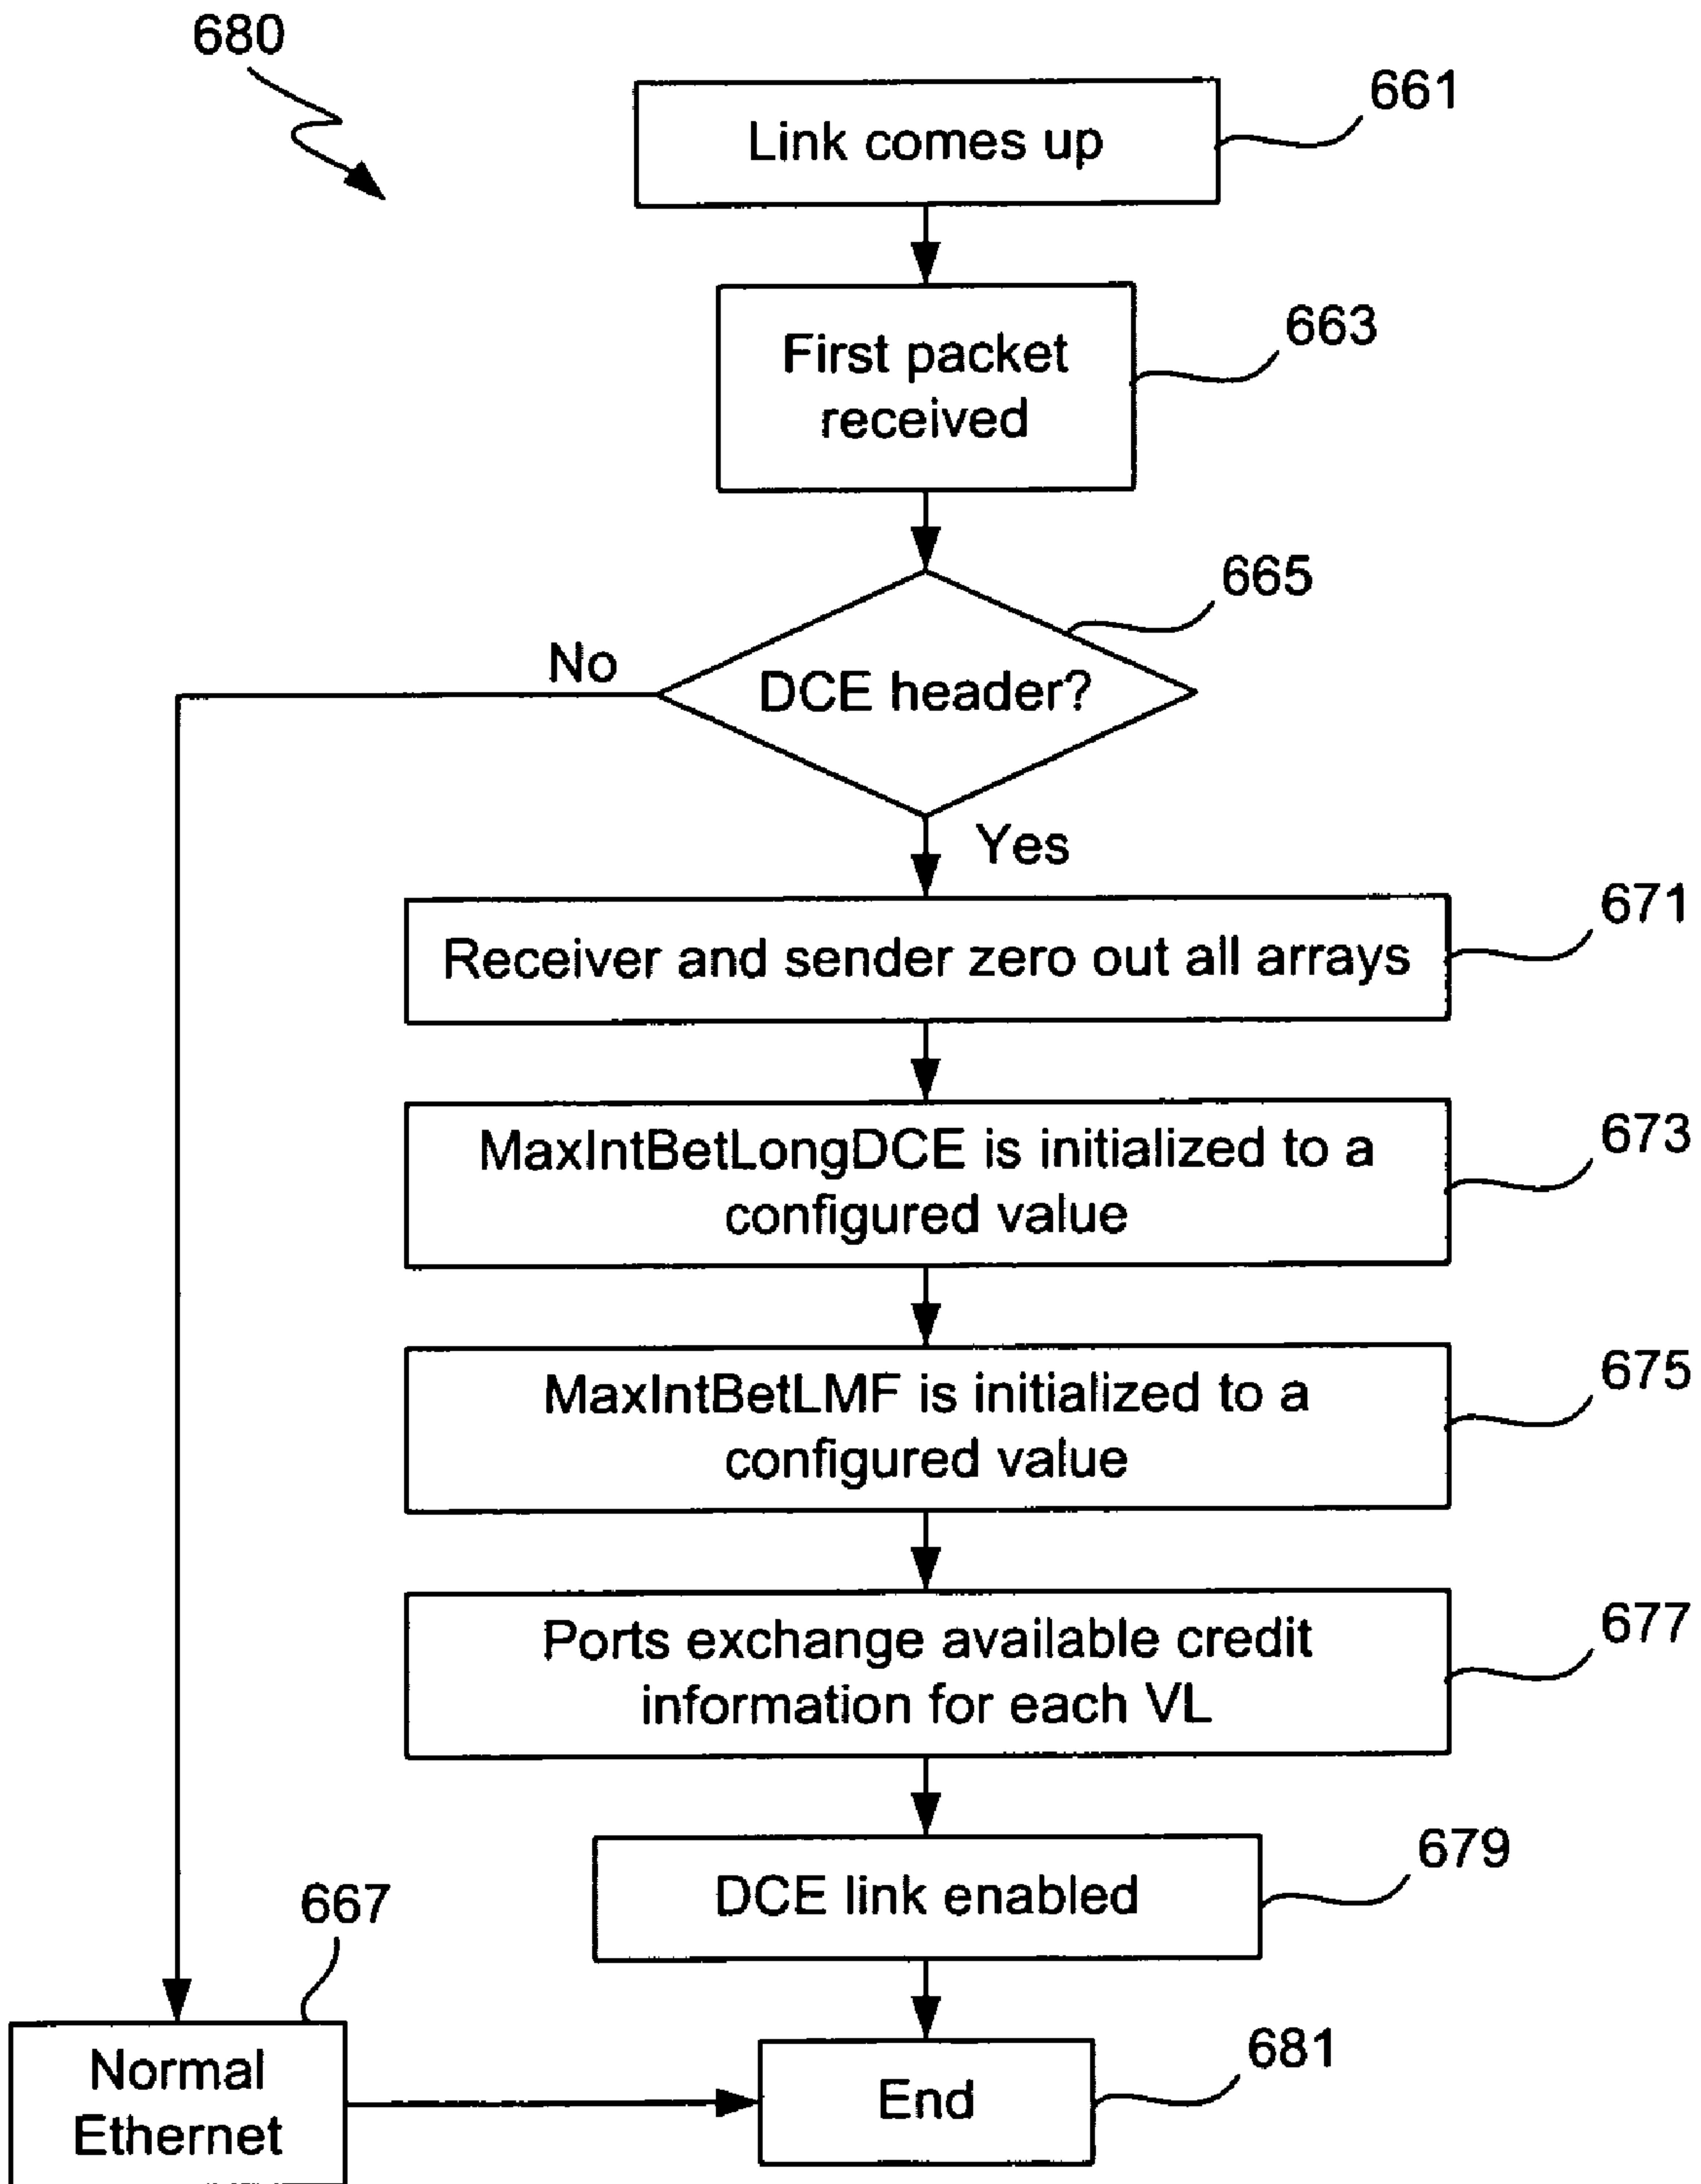 680
Link comes up
661
First packet
received
663
DCE header?
665
No
Yes
Receiver and sender zero out all arrays
671
MaxIntBetLongDCE is initialized to a
configured value
673
MaxIntBetLMF is initialized to a
configured value
675
Ports exchange available credit
information for each VL
677
DCE link enabled
679
667
Normal
Ethernet
End
681